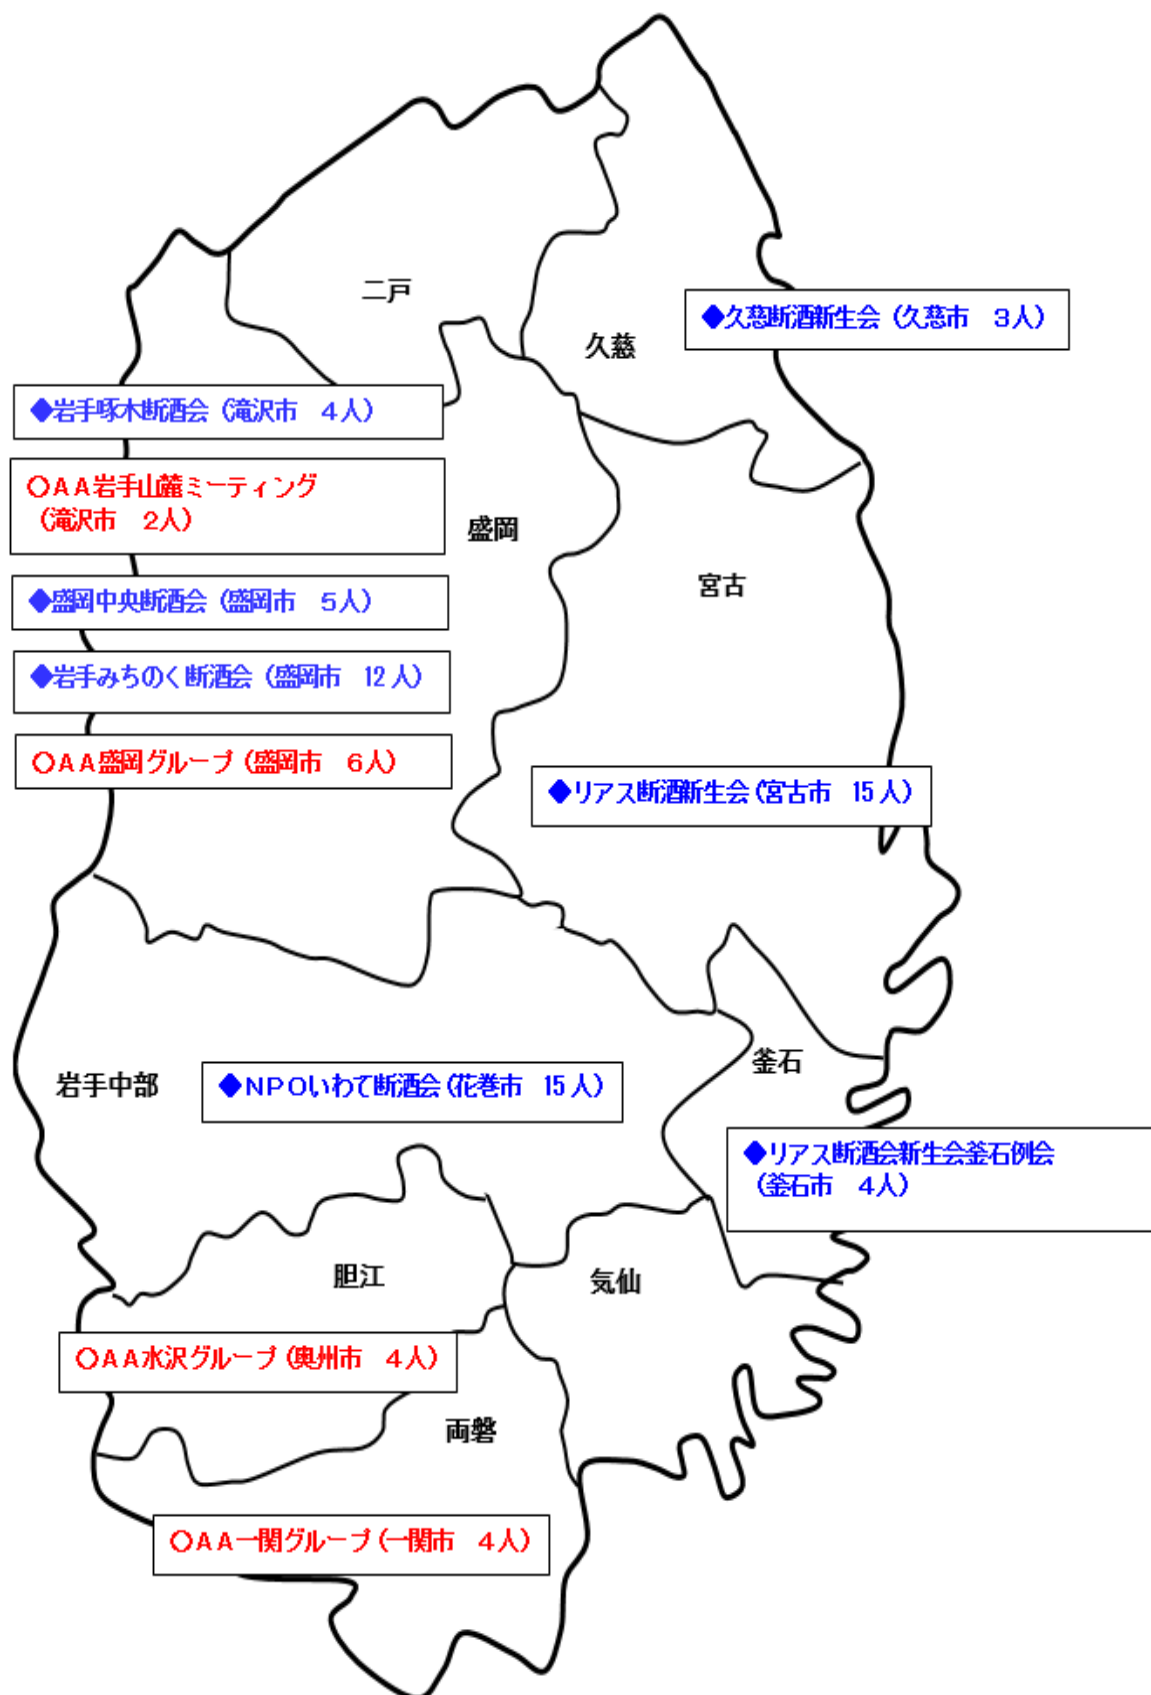 二戸
◆久慈断酒新生会（久慈市　３人）
久慈
◆岩手啄木断酒会（滝沢市　４人）
○ＡＡ岩手山麓ミーティング
（滝沢市　２人）
盛岡
宮古
◆盛岡中央断酒会（盛岡市　５人）
◆岩手みちのく断酒会（盛岡市　12人）
○ＡＡ盛岡グループ（盛岡市　６人）
◆リアス断酒新生会（宮古市　15人）
釜石
岩手中部
◆ＮＰＯいわて断酒会（花巻市　15人）
◆リアス断酒会新生会釜石例会
（釜石市　４人）
胆江
気仙
○ＡＡ水沢グループ（奥州市　４人）
両磐
○ＡＡ一関グループ（一関市　４人）